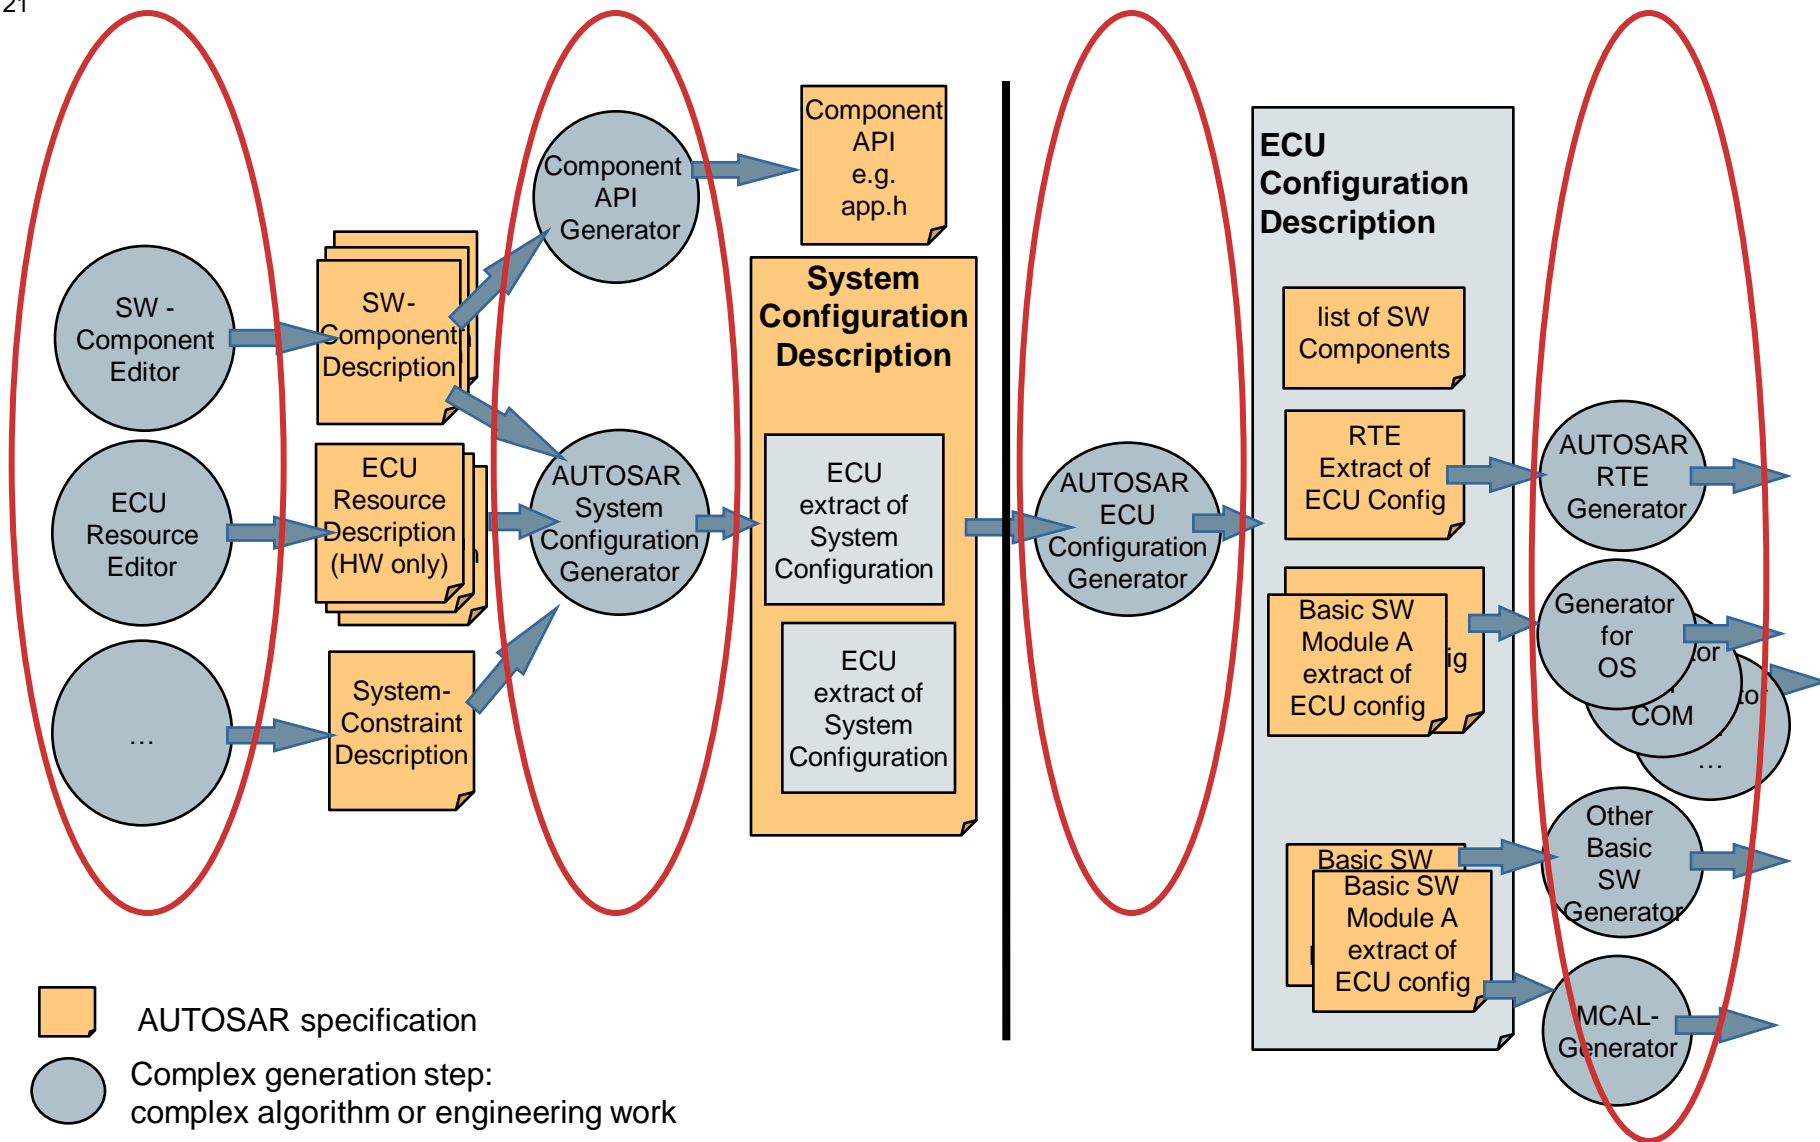 21
SW -
Component
Editor
ECU
Resource
Editor
...
SW-
Component
Description
ECU
Resource
Description
(HW only)
System-
Constraint
Description
Component
API
Generator
AUTOSAR
System
Configuration
Generator
Component
API
e.g.
app.h
System
Configuration
Description
ECU
extract of
System
Configuration
ECU
extract of
System
Configuration
AUTOSAR
ECU
Configuration
Generator
ECU
Configuration
Description
list of SW
Components
RTE
Extract of
ECU Config
Basic SW
Module A
extract of
ECU config
ig
Basic SW
Basic SW
Module A
extract of
ECU config
AUTOSAR
RTE
Generator
Generator
for
OS
tor
COM
tor
...
Other
Basic
SW
Generator
MCAL-
Generator
AUTOSAR specification
Complex generation step:
complex algorithm or engineering work